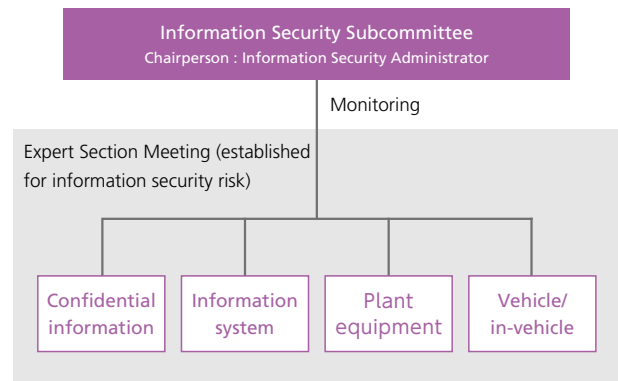 Information Security Subcommittee
Chairperson : Information Security Administrator
Monitoring
Expert Section Meeting (established
for information security risk)
Confidential
information
Information
system
Plant
equipment
Vehicle/
in-vehicle